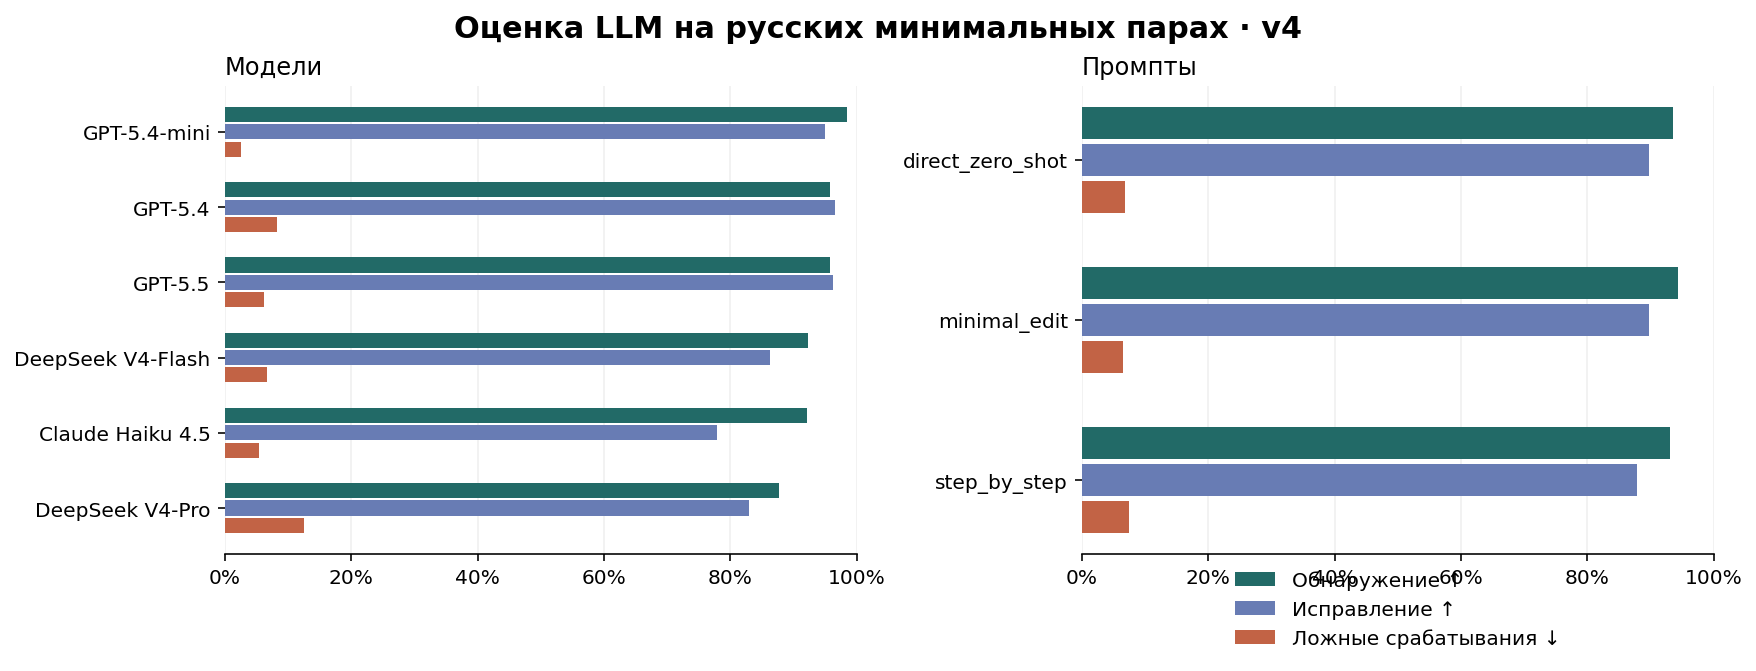 Оценка LLM на русских минимальных парах · v4
Модели
GPT-5.4-mini
GPT-5.4
GPT-5.5
DeepSeek V4-Flash
Claude Haiku 4.5
DeepSeek V4-Pro
0% 20% 40% 60% 80% 100%
Промпты
direct_zero_shot
minimal_edit
step_by_step
0% 20% 40% 60% 80% 100%
Обнаружение ↑
Исправление ↑
Ложные срабатывания ↓